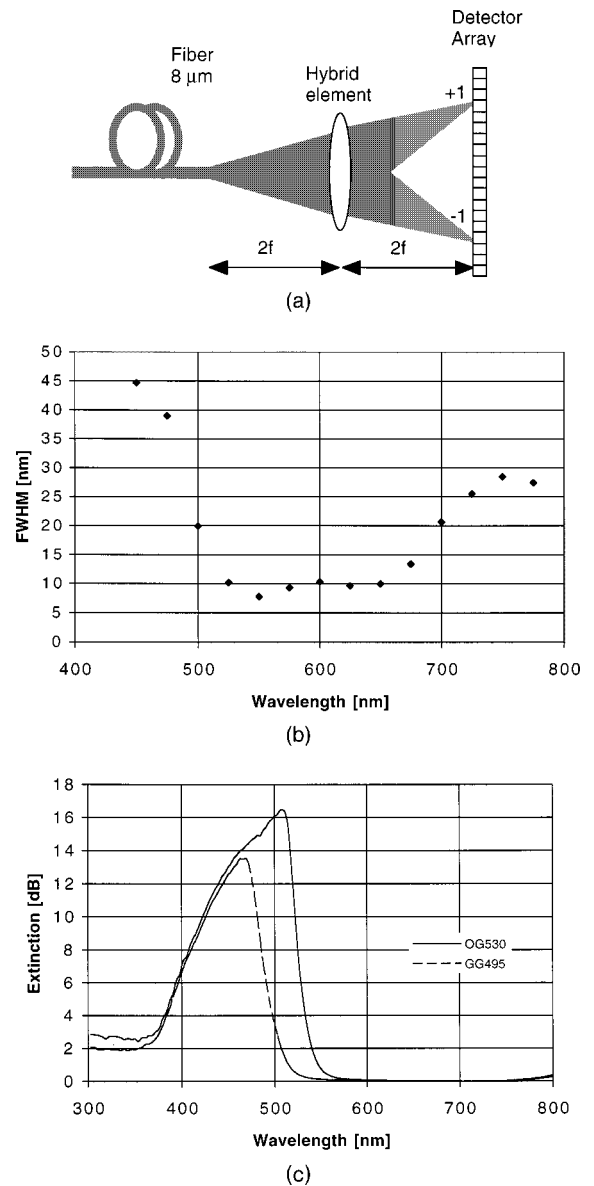 Detector
Array
Fiber
8 µm
Hybrid
element
+1
-1
2f
2f
(a)
50
45
40
35
30
25
20
15
10
5
0
FWHM [nm]
400 500 600 700 800
Wavelength [nm]
(b)
18
16
14
12
10
8
6
4
2
0
Extinction [dB]
OG530
GG495
300 400 500 600 700 800
Wavelength [nm]
(c)